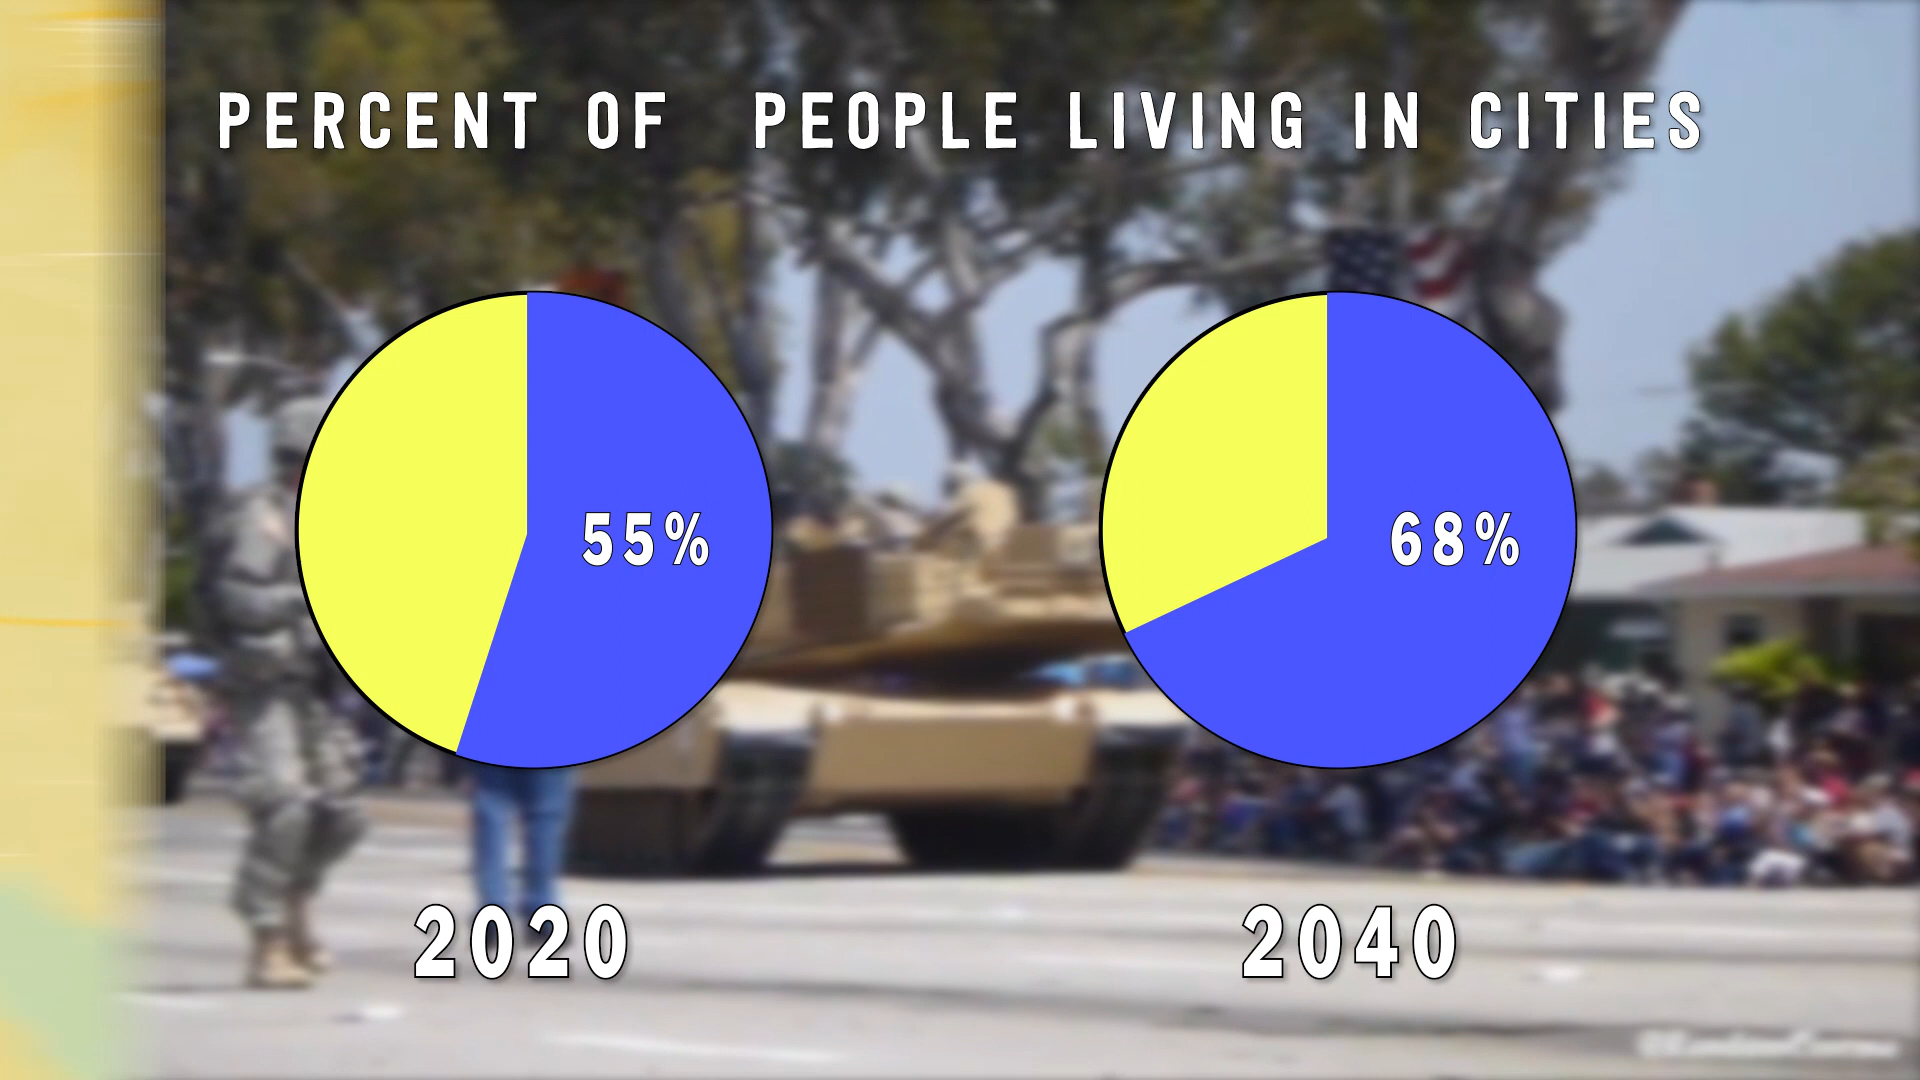 PERCENT OF PEOPLE LIVING IN CITIES
55%
68%
2020
2040